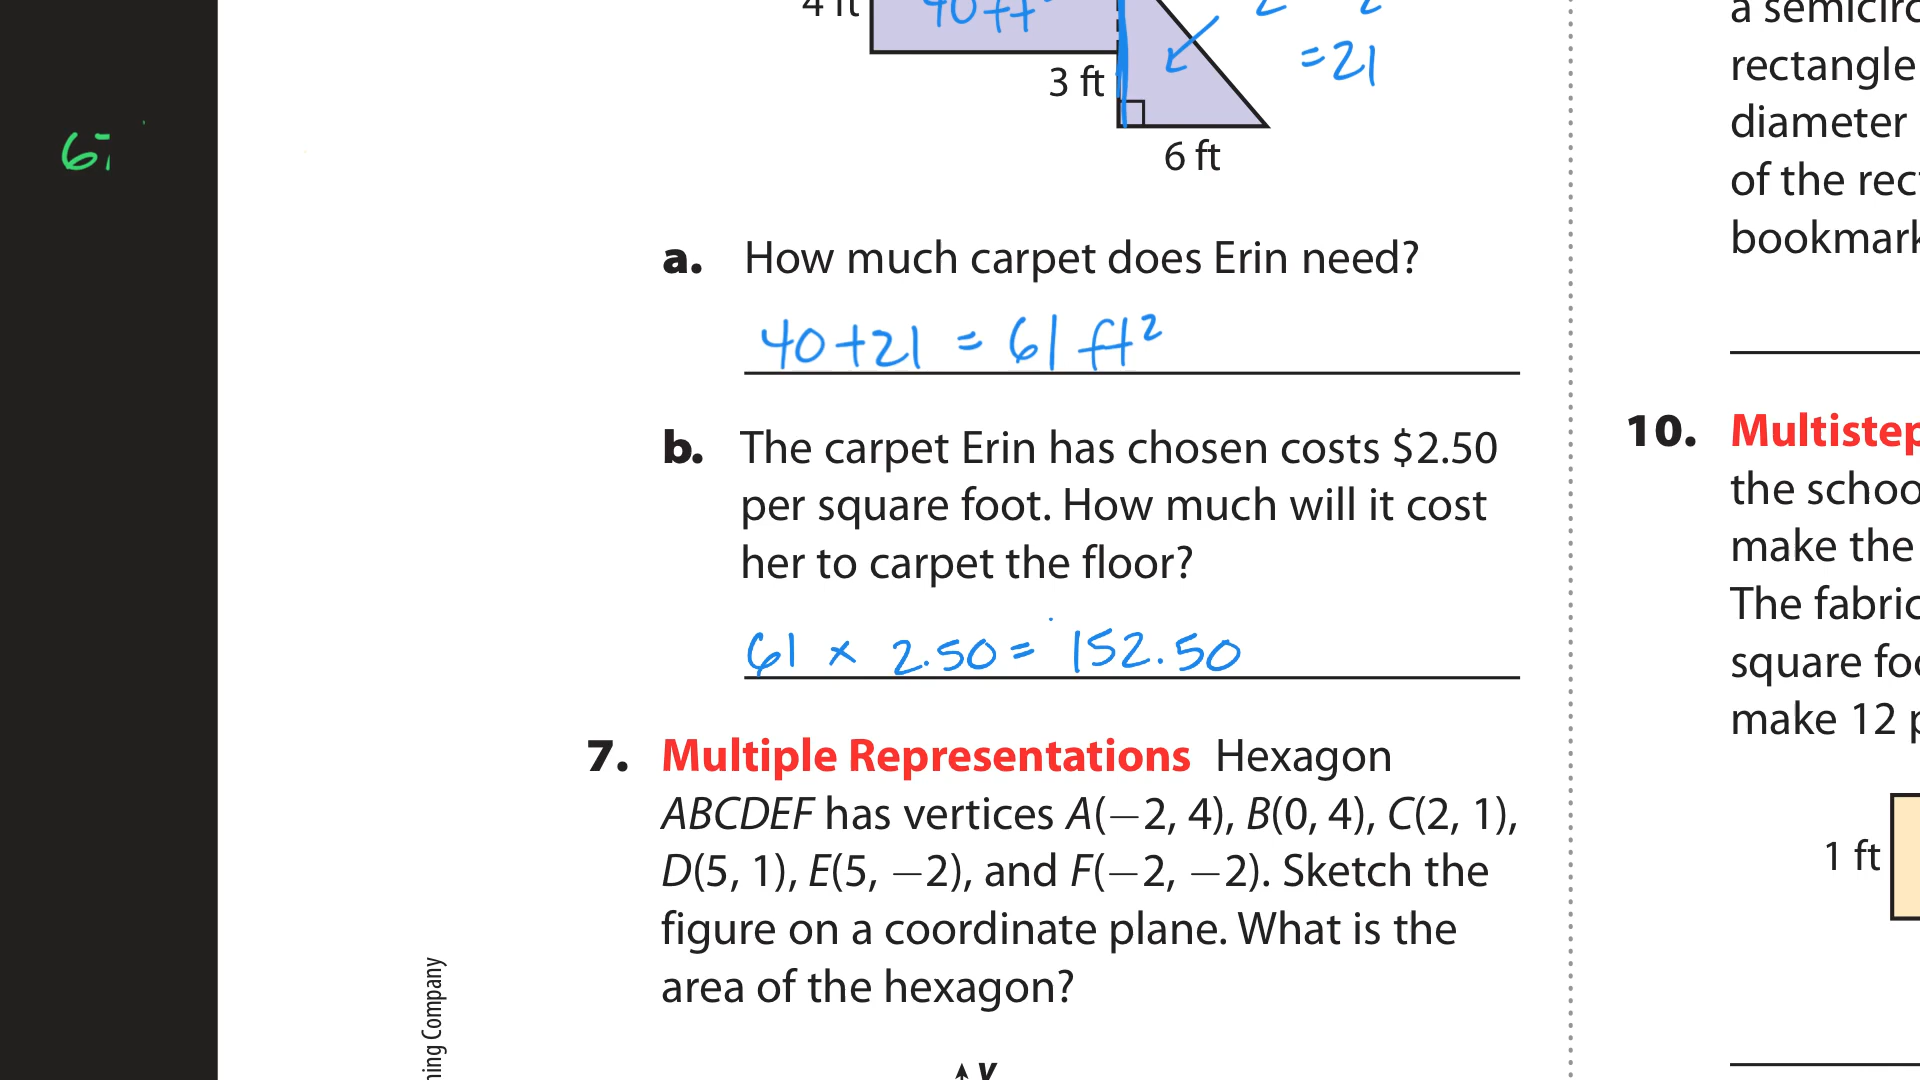 4 ft
40 ft²
= 21
3 ft
6 ft
67
a. How much carpet does Erin need?
40 + 21 = 61 ft²
b. The carpet Erin has chosen costs $2.50
per square foot. How much will it cost
her to carpet the floor?
61 × 2.50 = 152.50
7. Multiple Representations Hexagon
ABCDEF has vertices A(−2, 4), B(0, 4), C(2, 1),
D(5, 1), E(5, −2), and F(−2, −2). Sketch the
figure on a coordinate plane. What is the
area of the hexagon?
y
ning Company
a semicirc
rectangle
diameter
of the rec
bookmark
10. Multistep
the schoo
make the
The fabric
square foo
make 12 p
1 ft